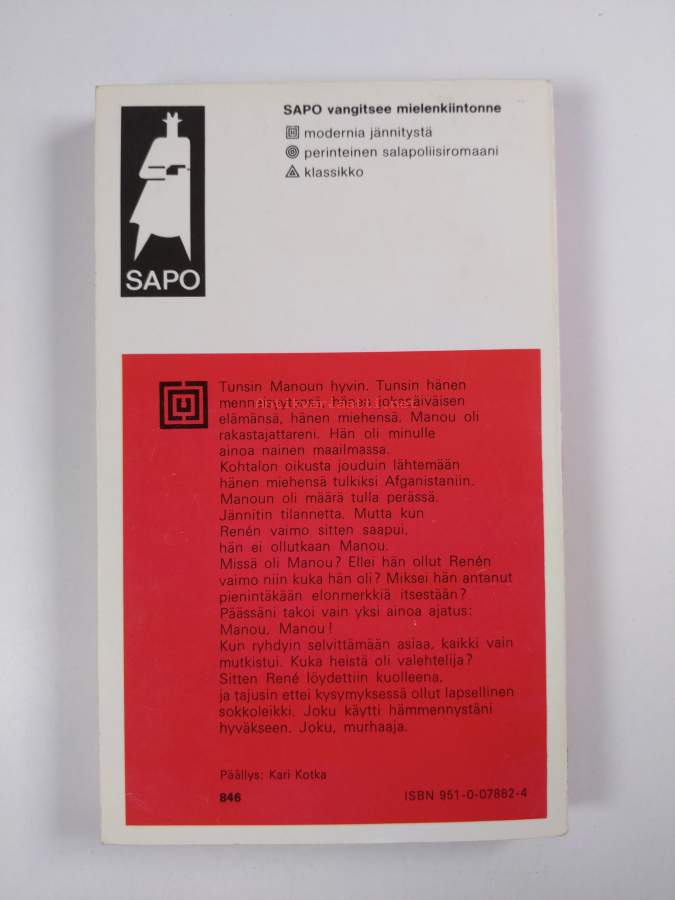 SAPO vangitsee mielenkiintonne
modernia jännitystä
perinteinen salapoliisiromaani
klassikko
SAPO
Tunsin Manoun hyvin. Tunsin hänen
menneisyytensä, hänen jokapäiväisen
elämänsä, hänen miehensä. Manou oli
rakastajattareni. Hän oli minulle
ainoa nainen maailmassa.
Kohtalon oikusta jouduin lähtemään
hänen miehensä tulkiksi Afganistaniin.
Manoun oli määrä tulla perässä.
Jännitin tilannetta. Mutta kun
Renén vaimo sitten saapui,
hän ei ollutkaan Manou.
Missä oli Manou? Ellei hän ollut Renén
vaimo niin kuka hän oli? Miksei hän antanut
pienintäkään elonmerkkiä itsestään?
Päässäni takoi vain yksi ainoa ajatus:
Manou, Manou!
Kun ryhdyin selvittämään asiaa, kaikki vain
mutkistui. Kuka heistä oli valehtelija?
Sitten René löydettiin kuolleena,
ja tajusin ettei kysymyksessä ollut lapsellinen
sokkoleikki. Joku käytti hämmennystäni
hyväkseen. Joku, murhaaja.
Päällys: Kari Kotka
846 ISBN 951-0-07882-4